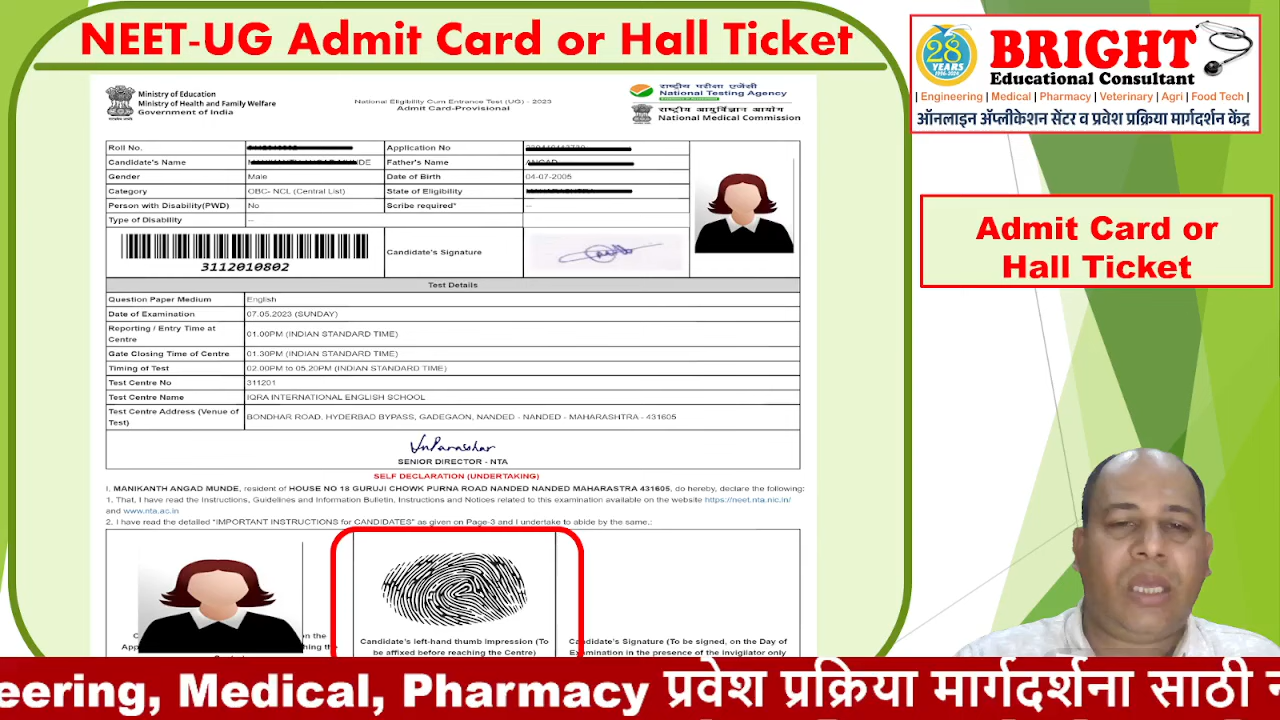 NEET-UG Admit Card or Hall Ticket
28
YEARS
1996-2024
BRIGHT
Educational Consultant
| Engineering | Medical | Pharmacy | Veterinary | Agri | Food Tech |
ऑनलाइन ॲप्लीकेशन सेंटर व प्रवेश प्रक्रिया मार्गदर्शन केंद्र
Admit Card or
Hall Ticket
Ministry of Education
Ministry of Health and Family Welfare
Government of India
National Eligibility Cum Entrance Test (UG) - 2023
Admit Card-Provisional
राष्ट्रीय परीक्षा एजेंसी
National Testing Agency
राष्ट्रीय आयुर्विज्ञान आयोग
National Medical Commission
Roll No. Application No
Candidate's Name Father's Name
Gender Male Date of Birth 04-07-2005
Category OBC- NCL (Central List) State of Eligibility
Person with Disability(PWD) No Scribe required* --
Type of Disability --
3112010802
Candidate's Signature
Test Details
Question Paper Medium English
Date of Examination 07.05.2023 (SUNDAY)
Reporting / Entry Time at
Centre 01.00PM (INDIAN STANDARD TIME)
Gate Closing Time of Centre 01.30PM (INDIAN STANDARD TIME)
Timing of Test 02.00PM to 05.20PM (INDIAN STANDARD TIME)
Test Centre No 311201
Test Centre Name IQRA INTERNATIONAL ENGLISH SCHOOL
Test Centre Address (Venue of
Test) BONDHAR ROAD, HYDERBAD BYPASS, GADEGAON, NANDED - NANDED - MAHARASHTRA - 431605
SENIOR DIRECTOR - NTA
SELF DECLARATION (UNDERTAKING)
I, MANIKANTH ANGAD MUNDE, resident of HOUSE NO 18 GURUJI CHOWK PURNA ROAD NANDED NANDED MAHARASTRA 431605, do hereby, declare the following:
1. That, I have read the Instructions, Guidelines and Information Bulletin, Instructions and Notices related to this examination available on the website https://neet.nta.nic.in/
and www.nta.ac.in
2. I have read the detailed "IMPORTANT INSTRUCTIONS for CANDIDATES" as given on Page-3 and I undertake to abide by the same.:
Candidate's left-hand thumb Impression (To
be affixed before reaching the Centre)
Candidate's Signature (To be signed, on the Day of
Examination in the presence of the Invigilator only
neering, Medical, Pharmacy प्रवेश प्रक्रिया मार्गदर्शना साठी